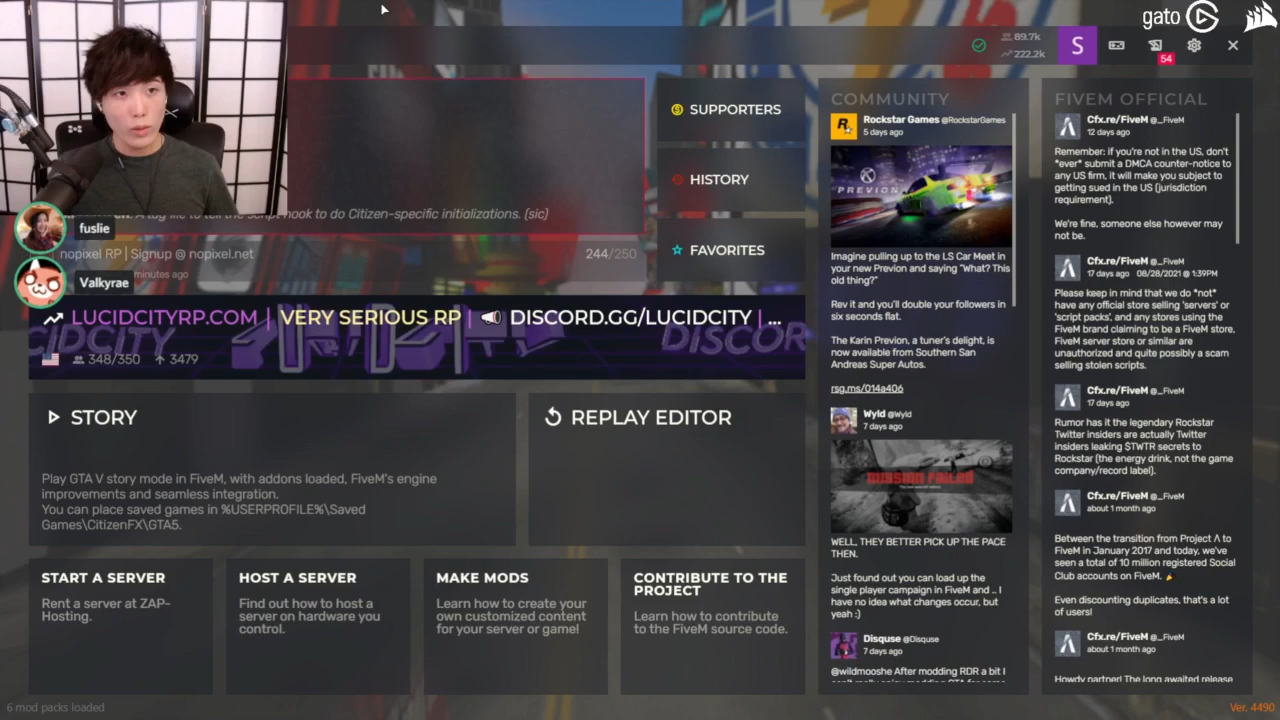 gato
89.7k
222.2k
S
54
SUPPORTERS
HISTORY
FAVORITES
A tag file to tell the script hook to do Citizen-specific initializations. (sic)
fuslie
nopixel RP | Signup @ nopixel.net
244/250
minutes ago
Valkyrae
LUCIDCITYRP.COM | VERY SERIOUS RP | DISCORD.GG/LUCIDCITY | ...
348/350 3479
STORY
Play GTA V story mode in FiveM, with addons loaded, FiveM's engine
improvements and seamless integration.
You can place saved games in %USERPROFILE%\Saved
Games\CitizenFX\GTA5.
REPLAY EDITOR
START A SERVER
Rent a server at ZAP-
Hosting.
HOST A SERVER
Find out how to host a
server on hardware you
control.
MAKE MODS
Learn how to create your
own customized content
for your server or game!
CONTRIBUTE TO THE
PROJECT
Learn how to contribute
to the FiveM source code.
COMMUNITY
Rockstar Games @RockstarGames
5 days ago
PREVION
Imagine pulling up to the LS Car Meet in
your new Previon and saying "What? This
old thing?"
Rev it and you'll double your followers in
six seconds flat.
The Karin Previon, a tuner's delight, is
now available from Southern San
Andreas Super Autos.
rsg.ms/014a406
Wyld @Wyld
7 days ago
mission failed
WELL, THEY BETTER PICK UP THE PACE
THEN.
Just found out you can load up the
single player campaign in FiveM and .. I
have no idea what changes occur, but
yeah :)
Disquse @Disquse
7 days ago
@wildmooshe After modding RDR a bit I
FIVEM OFFICIAL
Cfx.re/FiveM @_FiveM
12 days ago
Remember: if you're not in the US, don't
*ever* submit a DMCA counter-notice to
any US firm, it will make you subject to
getting sued in the US (jurisdiction
requirement).
We're fine, someone else however may
not be.
Cfx.re/FiveM @_FiveM
17 days ago 08/28/2021 @ 1:39PM
Please keep in mind that we do *not*
have any official store selling 'servers' or
'script packs', and any stores using the
FiveM brand claiming to be a FiveM store,
FiveM server store or similar are
unauthorized and quite possibly a scam
selling stolen scripts.
Cfx.re/FiveM @_FiveM
17 days ago
Rumor has it the legendary Rockstar
Twitter insiders are actually Twitter
insiders leaking $TWTR secrets to
Rockstar (the energy drink, not the game
company/record label).
Cfx.re/FiveM @_FiveM
about 1 month ago
Between the transition from Project Λ to
FiveM in January 2017 and today, we've
seen a total of 10 million registered Social
Club accounts on FiveM.
Even discounting duplicates, that's a lot
of users!
Cfx.re/FiveM @_FiveM
about 1 month ago
Howdy partner! The long awaited release
6 mod packs loaded
Ver. 4490